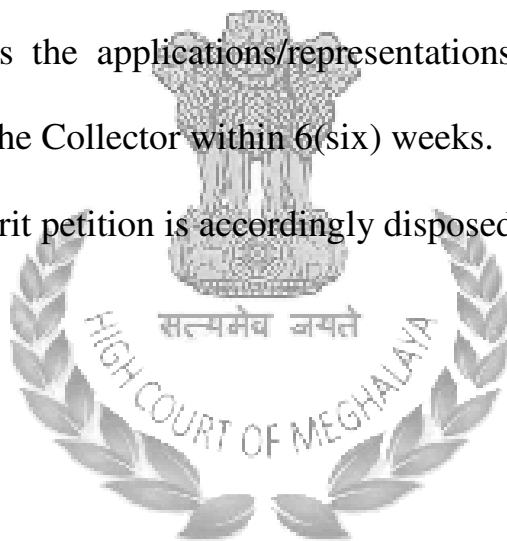 s the applications/representations
he Collector within 6(six) weeks.
rit petition is accordingly disposed
सत्यमेव जयते
HIGH COURT OF MEGHALAYA